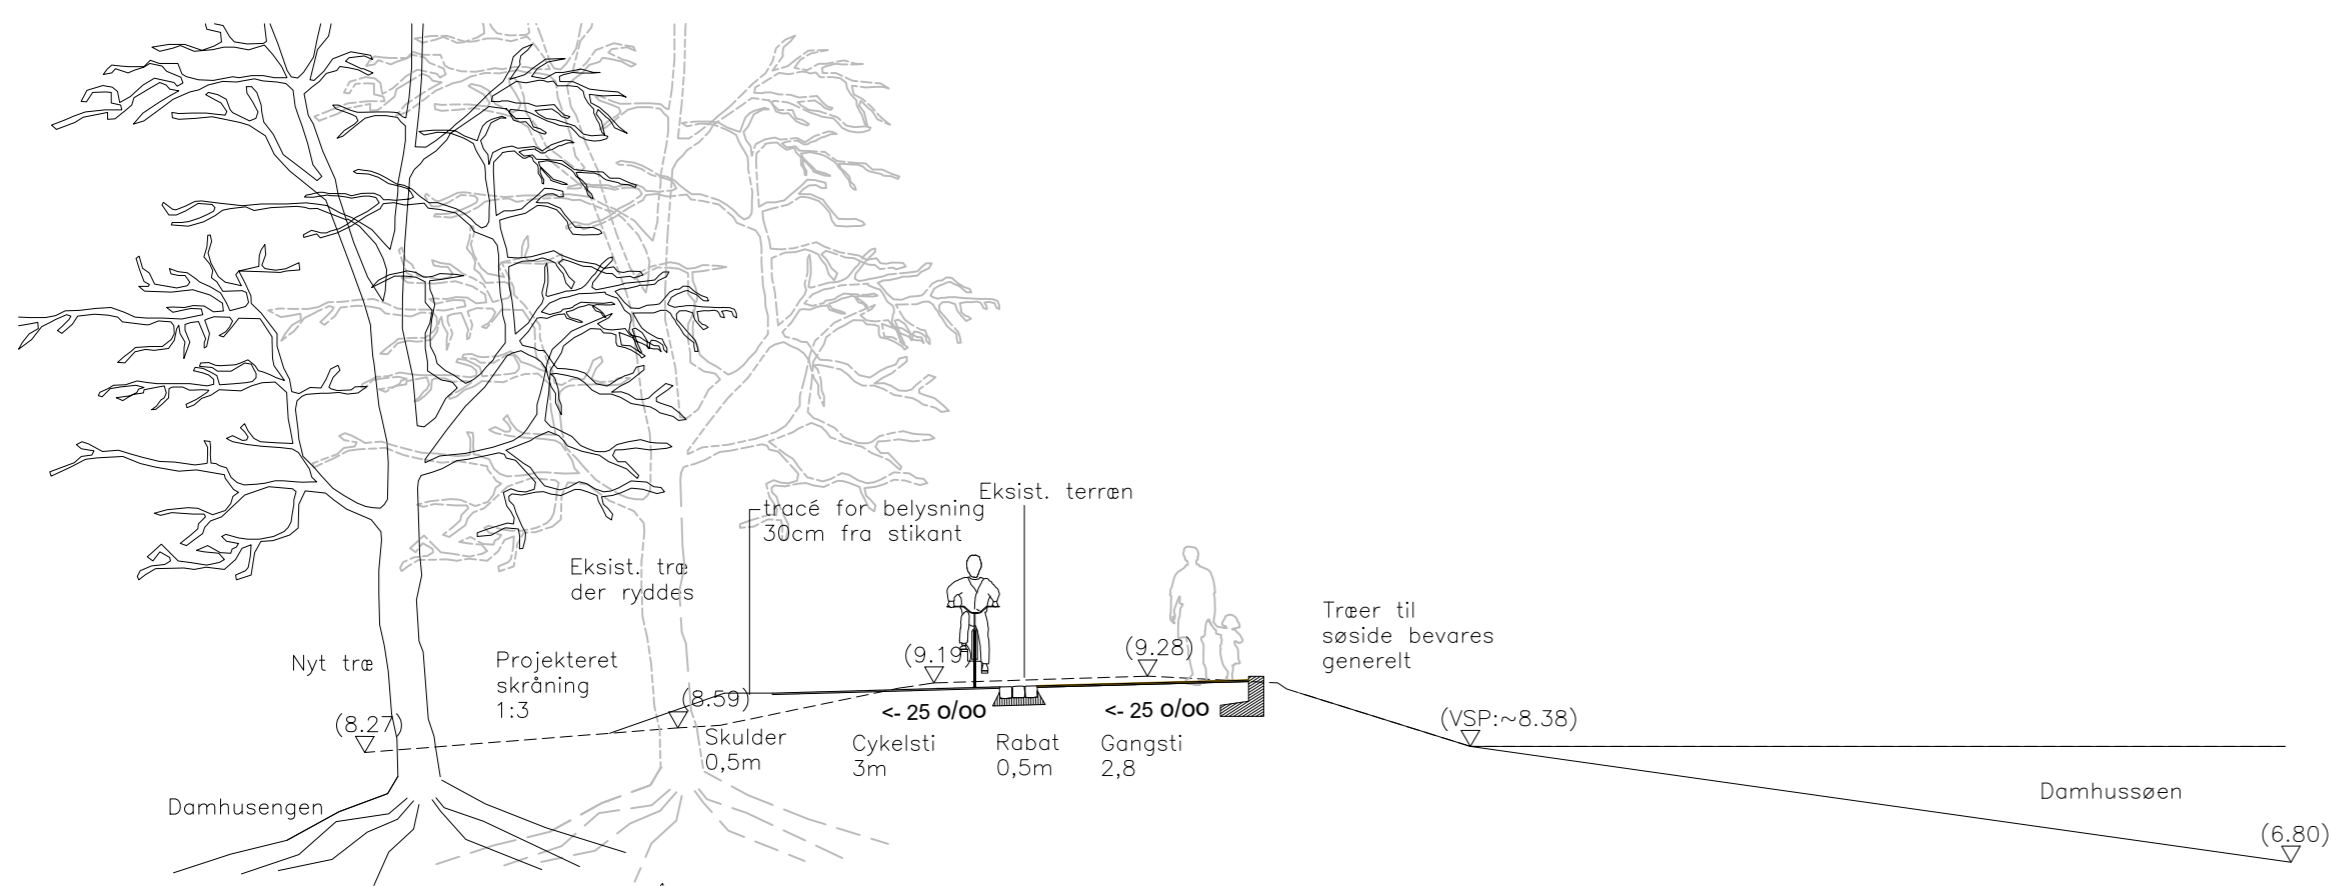 Eksist. terræn
tracé for belysning
30cm fra stikant
Eksist. træ
der ryddes
Træer til
søside bevares
generelt
Nyt træ
Projekteret
skråning
1:3
(9.19)
(9.28)
(8.59)
(8.27)
(VSP:~8.38)
<- 25 o/oo
<- 25 o/oo
Skulder
0,5m
Cykelsti
3m
Rabat
0,5m
Gangsti
2,8
Damhusengen
Damhussøen
(6.80)